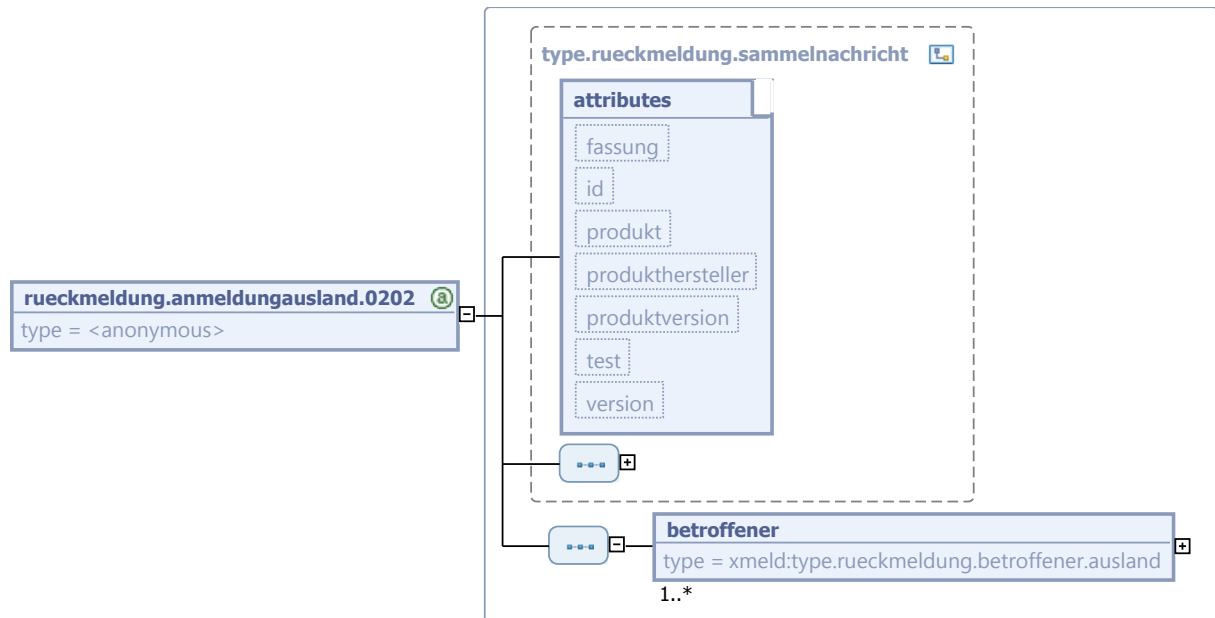 type.rueckmeldung.sammelnachricht
attributes
fassung
id
produkt
produkthersteller
produktversion
test
version
rueckmeldung.anmeldungausland.0202 a
type = <anonymous>
betroffener
type = xmeld:type.rueckmeldung.betroffener.ausland
1..*